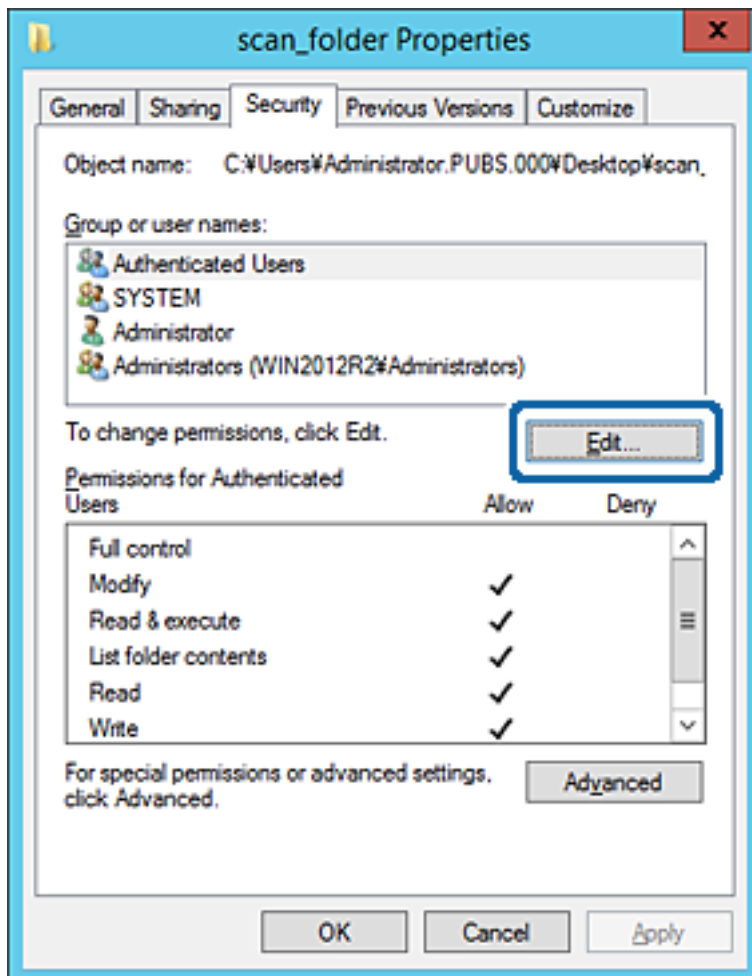 scan_folder Properties
x
General Sharing Security Previous Versions Customize
Object name: C:¥Users¥Administrator.PUBS.000¥Desktop¥scan_
Group or user names:
Authenticated Users
SYSTEM
Administrator
Administrators (WIN2012R2¥Administrators)
To change permissions, click Edit.
Edit...
Permissions for Authenticated
Users Allow Deny
Full control
Modify
Read & execute
List folder contents
Read
Write
For special permissions or advanced settings,
click Advanced.
Advanced
OK Cancel Apply